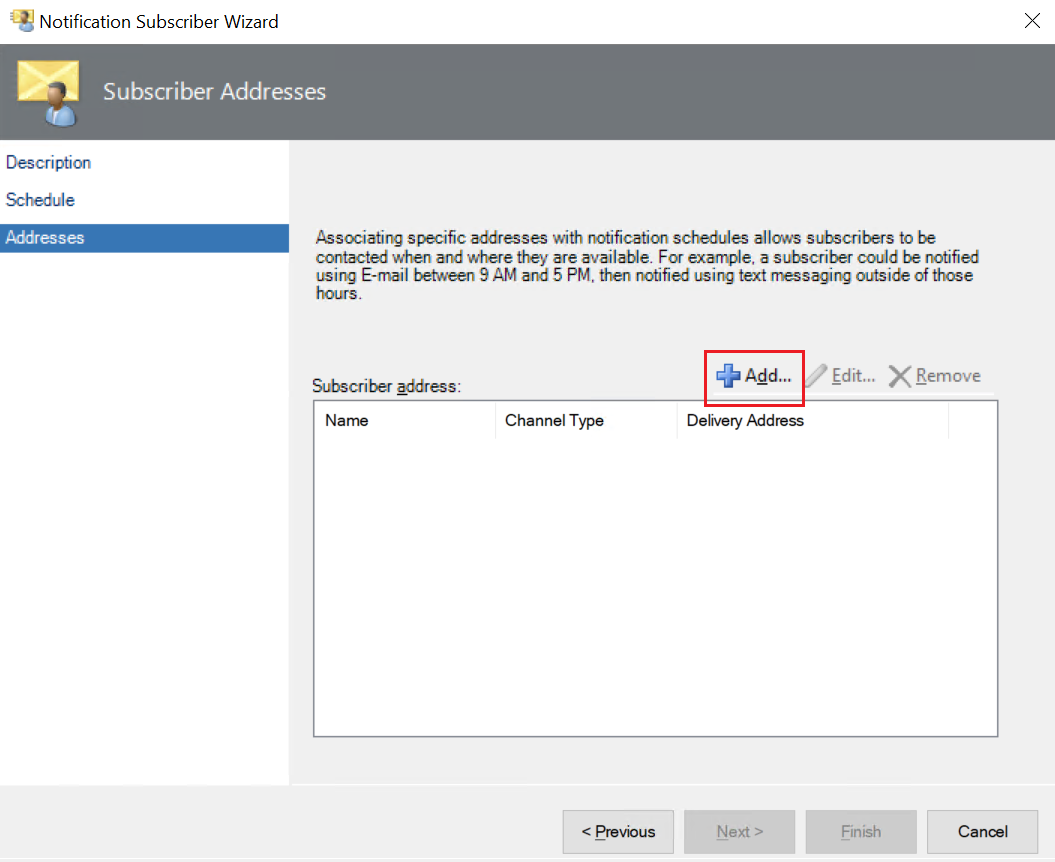 Notification Subscriber Wizard
Subscriber Addresses
Description
Schedule
Addresses
Associating specific addresses with notification schedules allows subscribers to be
contacted when and where they are available. For example, a subscriber could be notified
using E-mail between 9 AM and 5 PM, then notified using text messaging outside of those
hours.
Subscriber address:
Add... Edit... Remove
Name Channel Type Delivery Address
< Previous Next > Finish Cancel